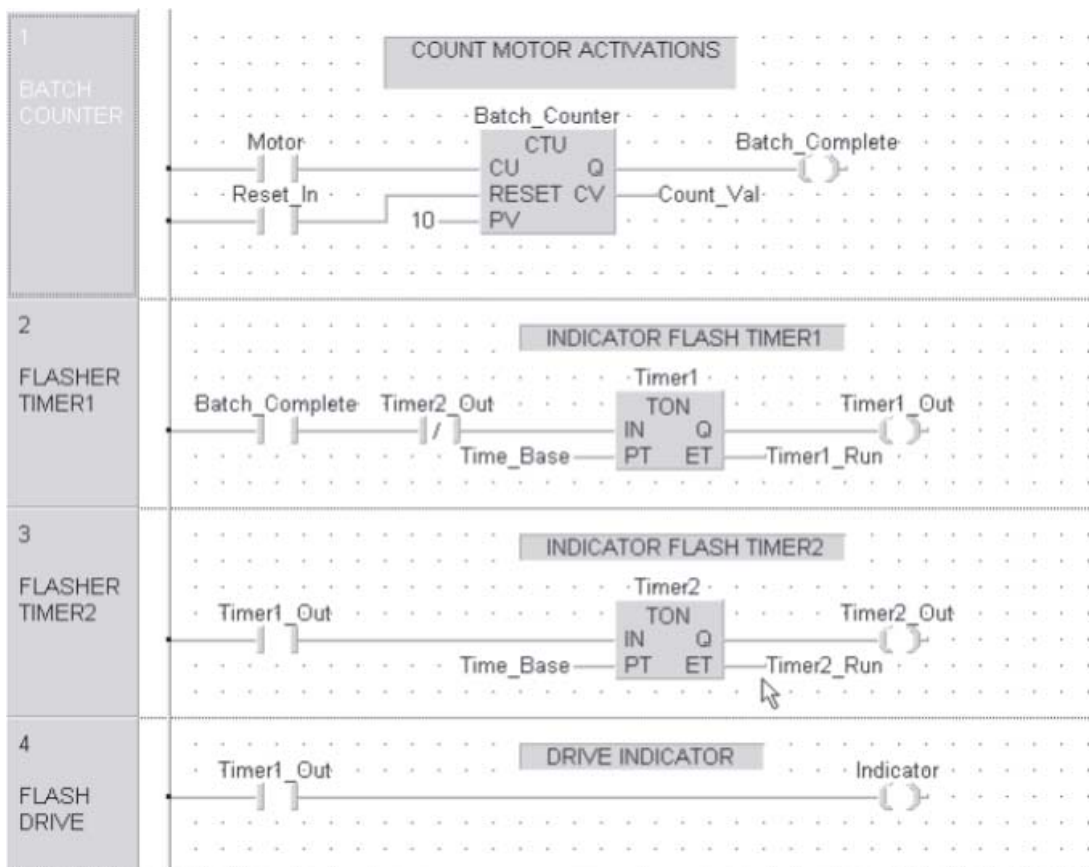 1
BATCH
COUNTER
COUNT MOTOR ACTIVATIONS
Batch_Counter
CTU
Motor
CU Q
Batch_Complete
Reset_In
RESET CV
Count_Val
10
PV
2
FLASHER
TIMER1
INDICATOR FLASH TIMER1
Timer1
TON
Batch_Complete
Timer2_Out
/
IN Q
Timer1_Out
Time_Base
PT ET
Timer1_Run
3
FLASHER
TIMER2
INDICATOR FLASH TIMER2
Timer2
TON
Timer1_Out
IN Q
Timer2_Out
Time_Base
PT ET
Timer2_Run
4
FLASH
DRIVE
DRIVE INDICATOR
Timer1_Out
Indicator